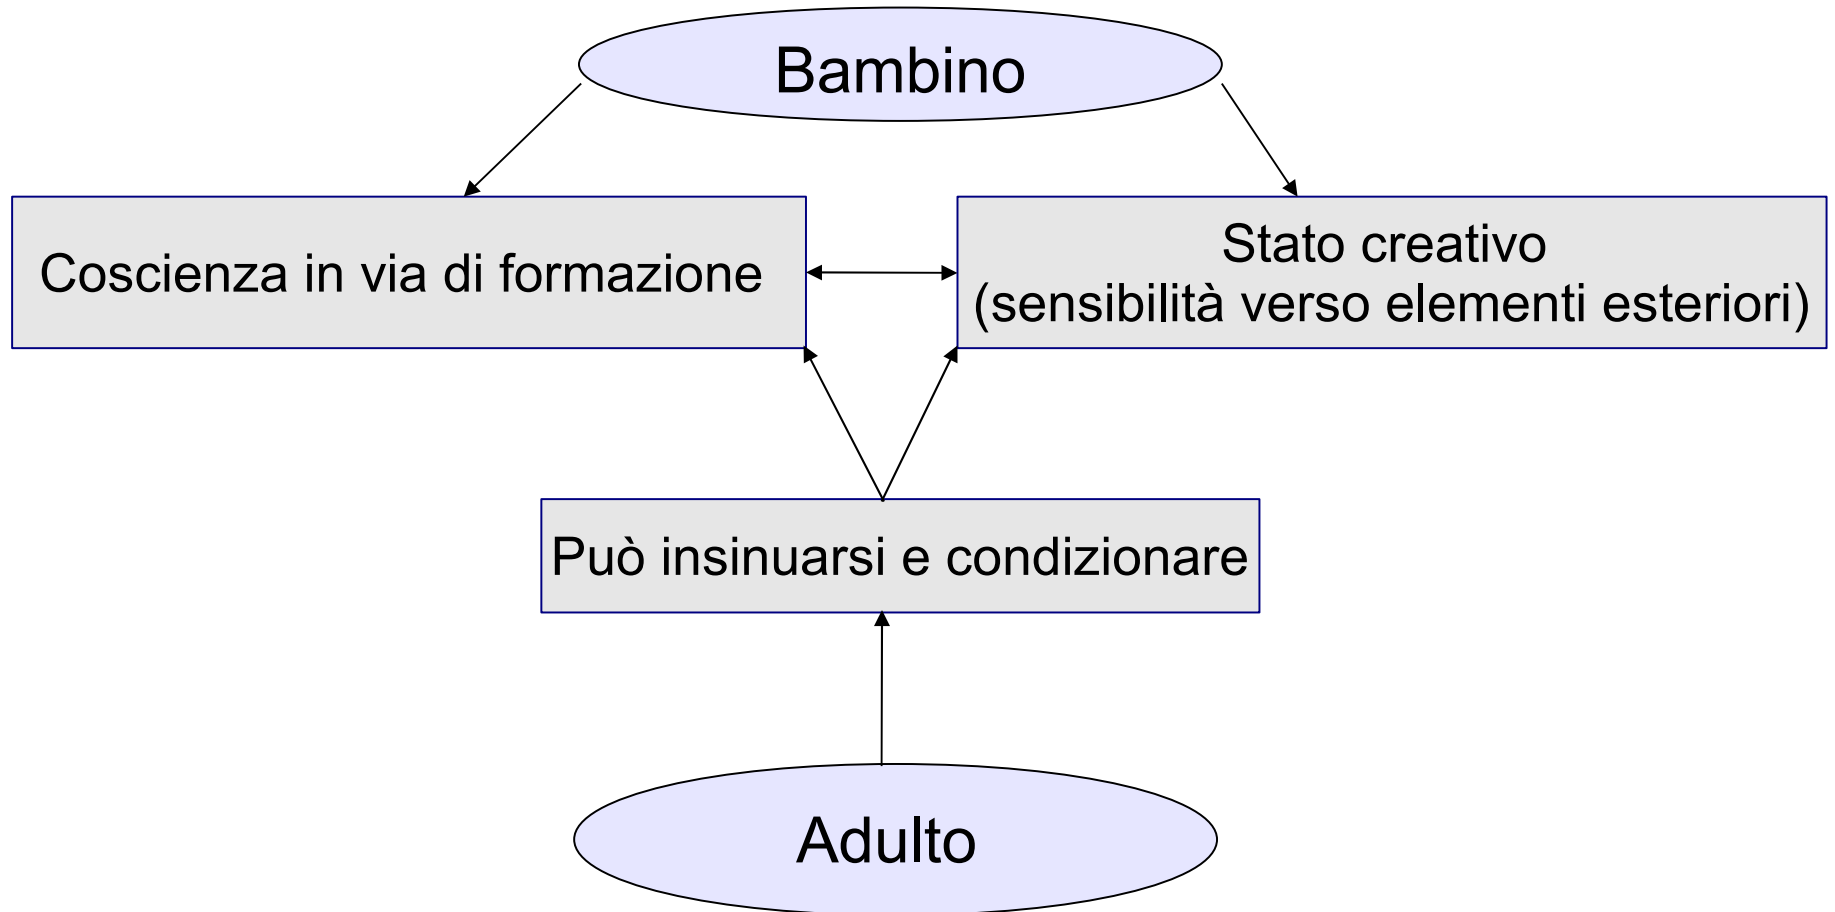 Bambino
Coscienza in via di formazione
Stato creativo
(sensibilità verso elementi esteriori)
Può insinuarsi e condizionare
Adulto